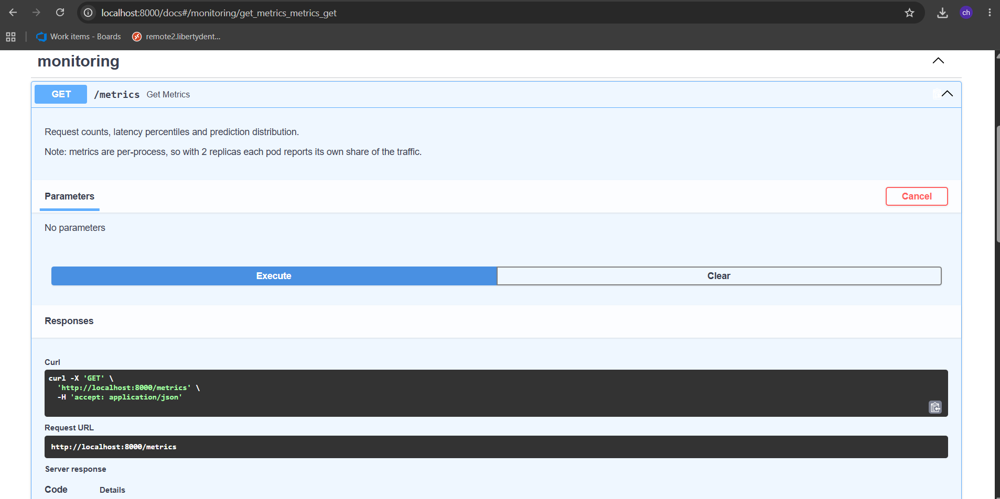 localhost:8000/docs#/monitoring/get_metrics_metrics_get
ch
Work items - Boards
remote2.libertydent...
monitoring
GET /metrics Get Metrics
Request counts, latency percentiles and prediction distribution.
Note: metrics are per-process, so with 2 replicas each pod reports its own share of the traffic.
Parameters
Cancel
No parameters
Execute
Clear
Responses
Curl
curl -X 'GET' \
'http://localhost:8000/metrics' \
-H 'accept: application/json'
Request URL
http://localhost:8000/metrics
Server response
Code Details